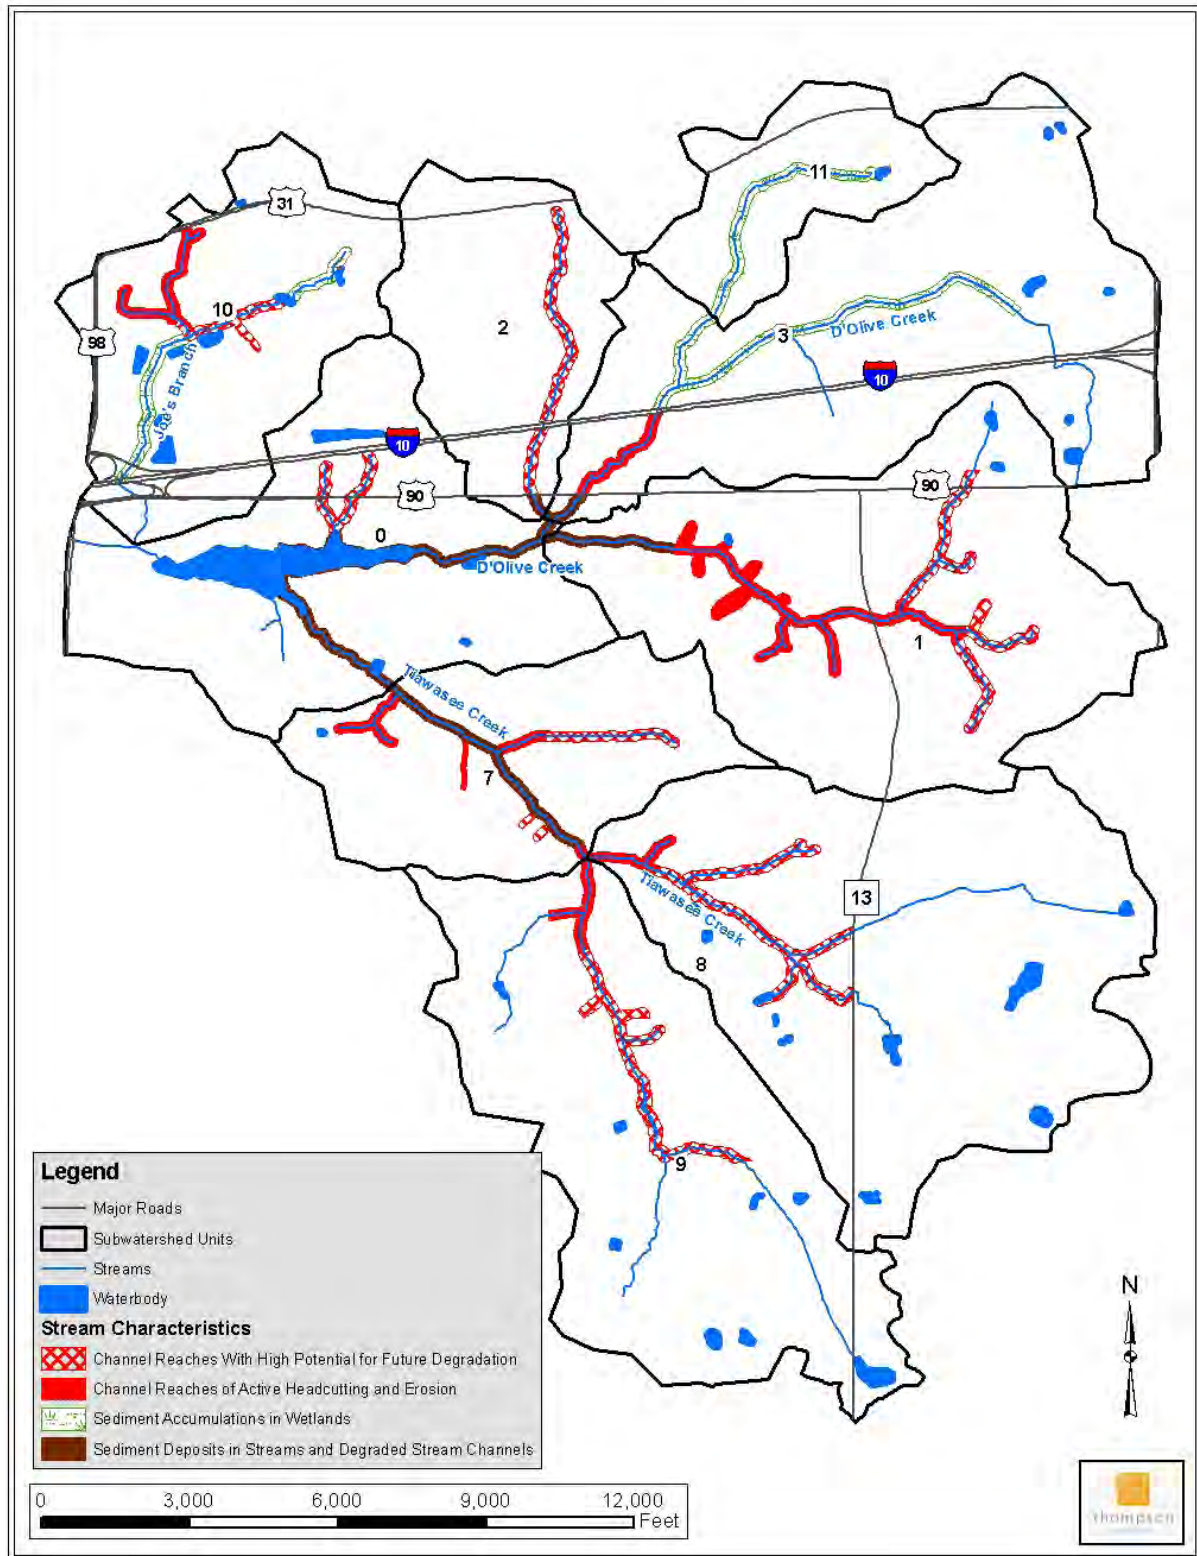 11
31
10
2
3
D'Olive Creek
98
10
Joe's Branch
10
90
90
0
D'Olive Creek
1
Tiawasee Creek
7
Tiawasee Creek
13
8
9
Legend
Major Roads
Subwatershed Units
Streams
Waterbody
Stream Characteristics
Channel Reaches With High Potential for Future Degradation
Channel Reaches of Active Headcutting and Erosion
Sediment Accumulations in Wetlands
Sediment Deposits in Streams and Degraded Stream Channels
N
0 3,000 6,000 9,000 12,000
Feet
thompson